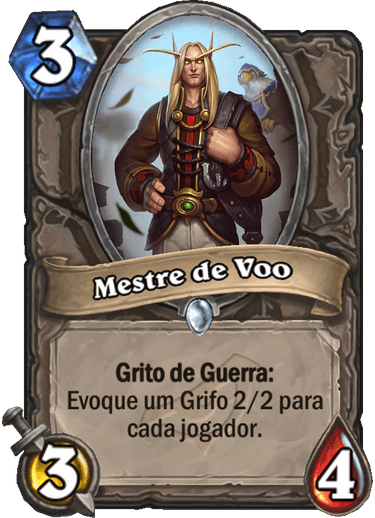 3
Mestre de Voo
Grito de Guerra:
Evoque um Grifo 2/2 para
cada jogador.
3
4